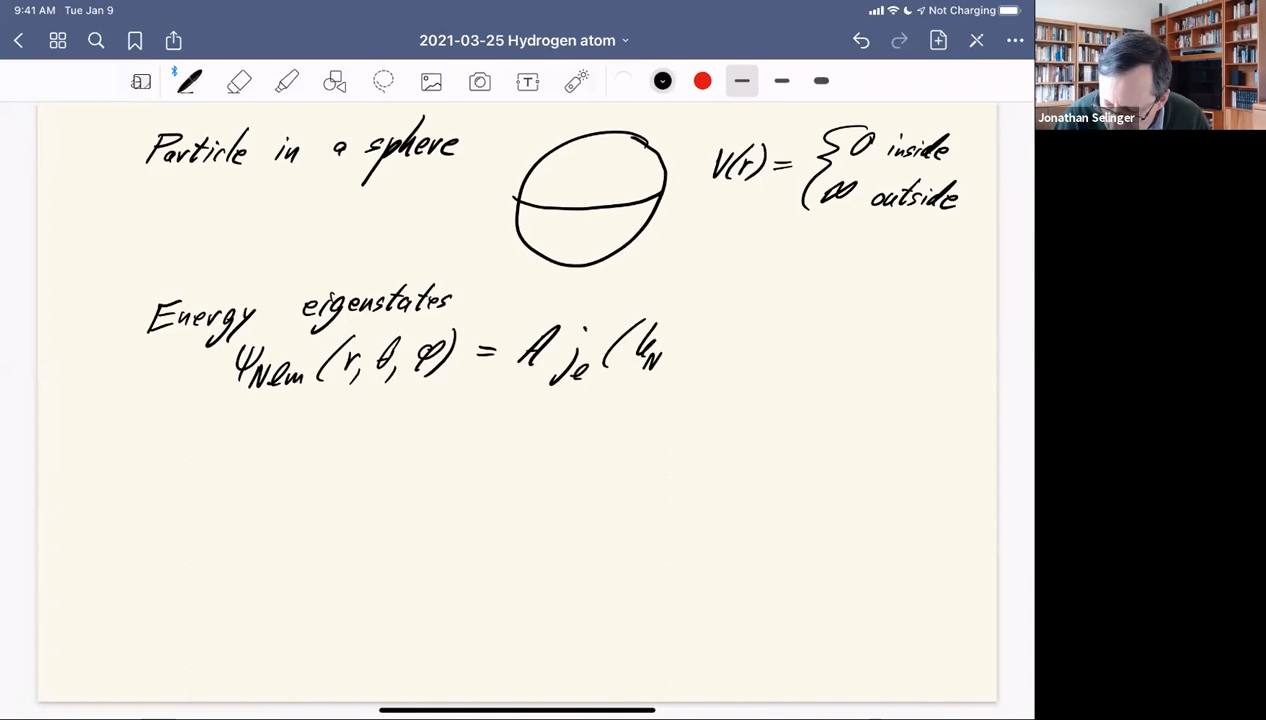 9:41 AM Tue Jan 9
Not Charging
2021-03-25 Hydrogen atom
Jonathan Selinger
Particle in a sphere
V(r) = { 0 inside
∞ outside
Energy eigenstates
ψNlm (r, θ, φ) = A jl (kN